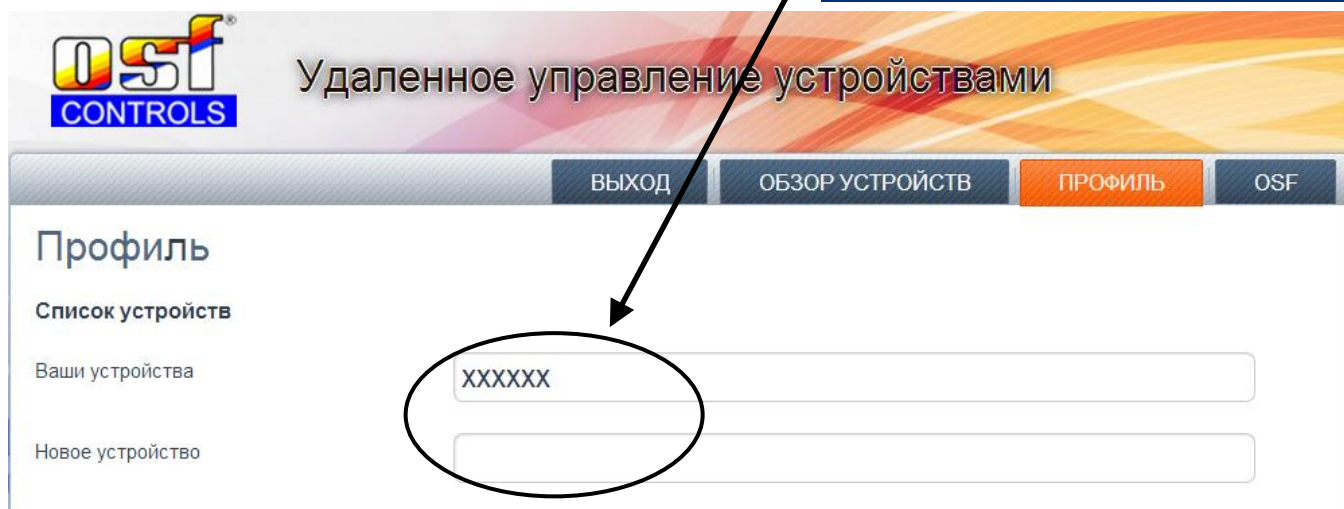 osf®
CONTROLS
Удаленное управление устройствами
ВЫХОД ОБЗОР УСТРОЙСТВ ПРОФИЛЬ OSF
Профиль
Список устройств
Ваши устройства XXXXXX
Новое устройство